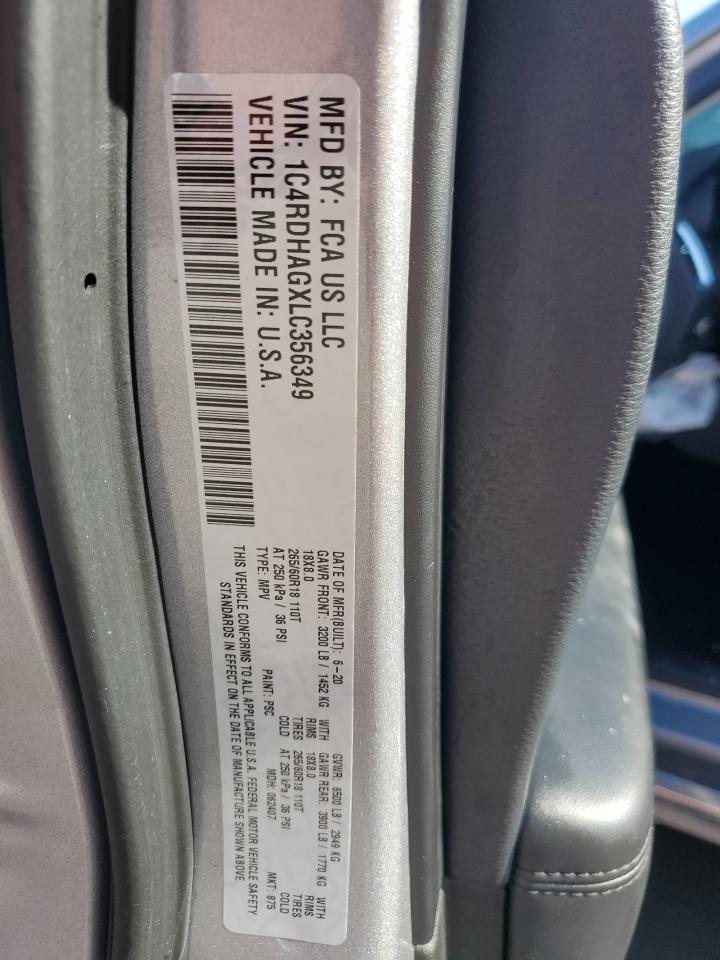 MFD BY: FCA US LLC
VIN: 1C4RDHAGXLC356349
VEHICLE MADE IN: U.S.A.
DATE OF MFR(BUILT): 6-20 GVWR: 6500 LB / 2949 KG
GAWR FRONT: 3200 LB / 1452 KG WITH GAWR REAR: 3900 LB / 1770 KG WITH
18X8.0 RIMS 18X8.0 RIMS
265/60R18 110T TIRES 265/60R18 110T TIRES
AT 250 kPa / 36 PSI COLD AT 250 kPa / 36 PSI COLD
TYPE: MPV PAINT: PSC MDH: 062407 MKT: 875
THIS VEHICLE CONFORMS TO ALL APPLICABLE U.S.A. FEDERAL MOTOR VEHICLE SAFETY
STANDARDS IN EFFECT ON THE DATE OF MANUFACTURE SHOWN ABOVE.